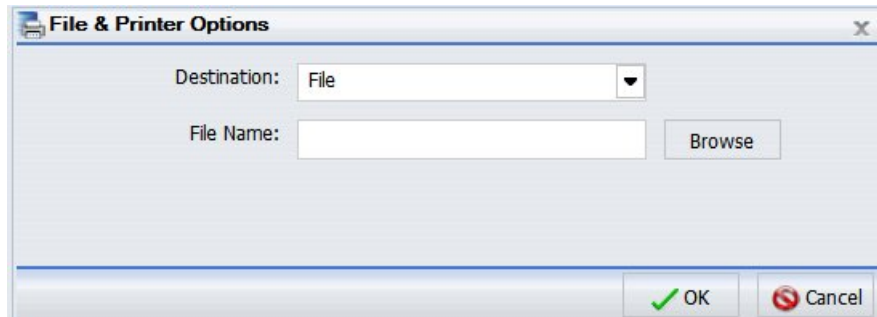 File & Printer Options x
Destination: File
File Name: Browse
OK Cancel